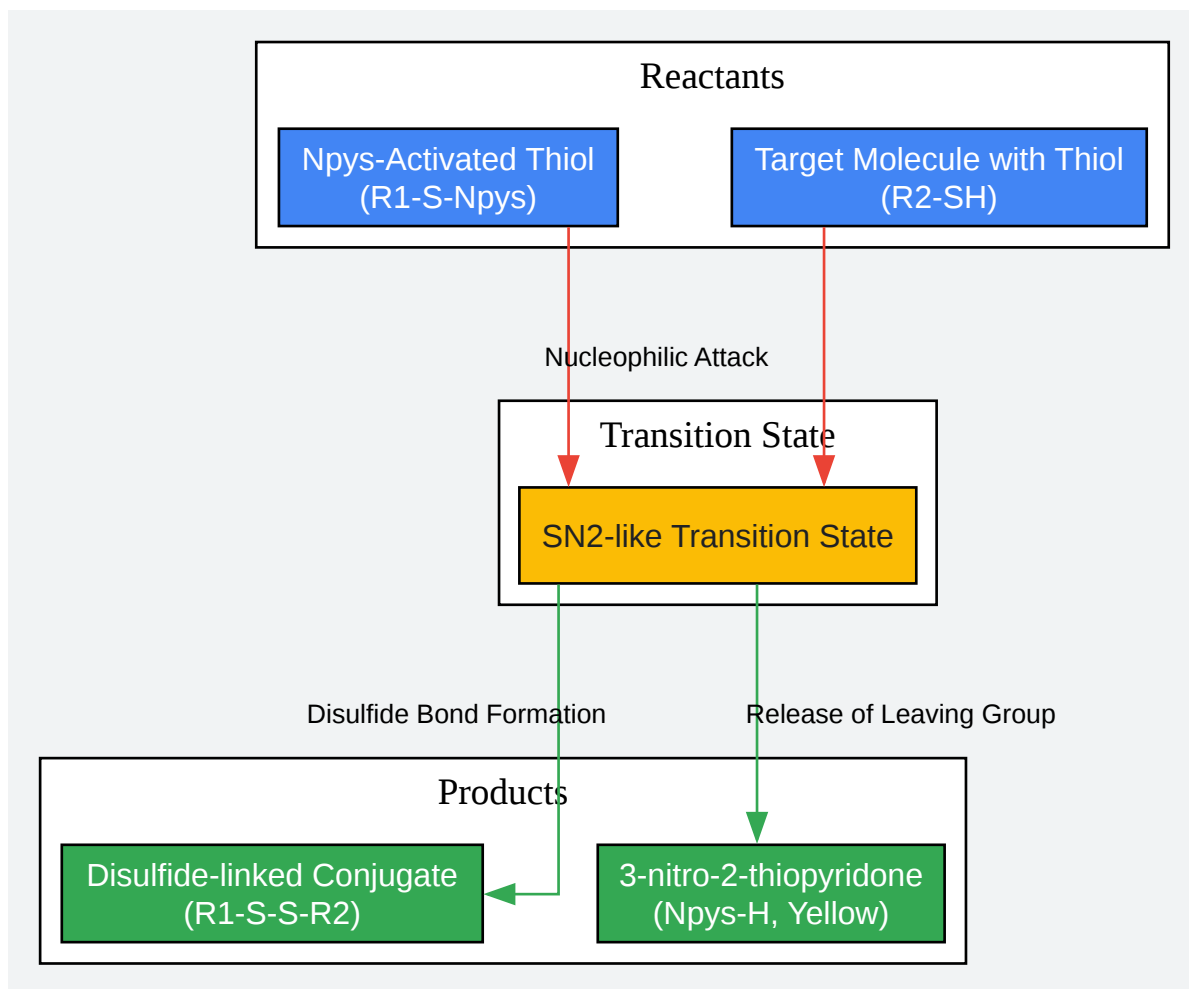 Reactants
Npys-Activated Thiol
(R1-S-Npys)
Target Molecule with Thiol
(R2-SH)
Nucleophilic Attack
Transition State
SN2-like Transition State
Disulfide Bond Formation
Release of Leaving Group
Products
Disulfide-linked Conjugate
(R1-S-S-R2)
3-nitro-2-thiopyridone
(Npys-H, Yellow)